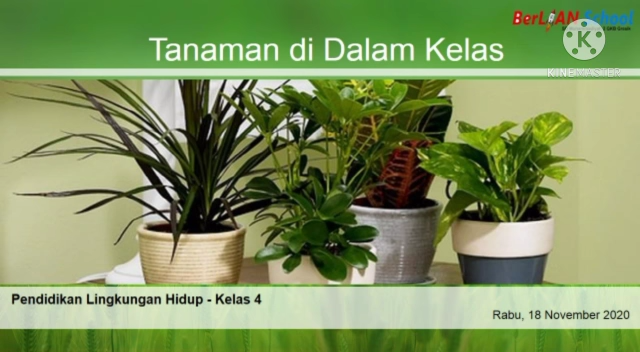 BerLIAN School
Tanaman di Dalam Kelas
KINEMASTER
Pendidikan Lingkungan Hidup - Kelas 4
Rabu, 18 November 2020